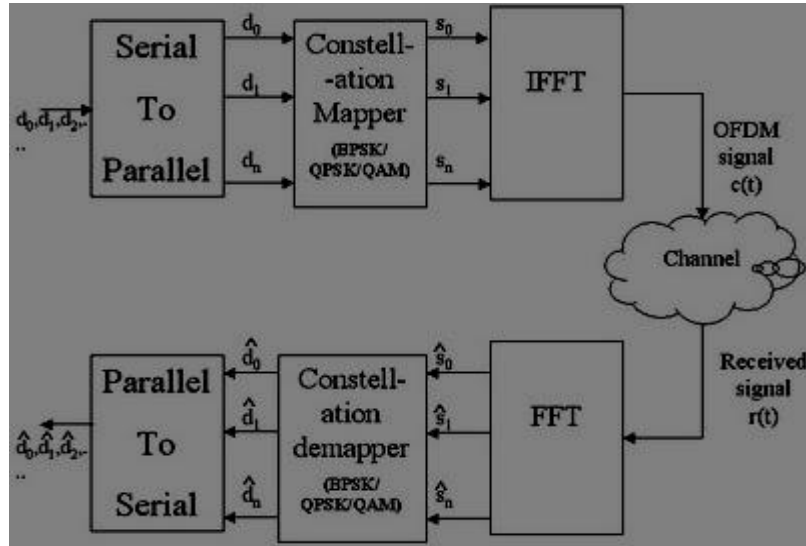 Serial
To
Parallel
d0,d1,d2,.
..
d0
d1
dn
Constell-
-ation
Mapper
(BPSK/
QPSK/QAM)
s0
s1
sn
IFFT
OFDM
signal
c(t)
Channel
Received
signal
r(t)
FFT
ŝ0
ŝ1
ŝn
Constell-
ation
demapper
(BPSK/
QPSK/QAM)
d̂0
d̂1
d̂n
Parallel
To
Serial
d̂0,d̂1,d̂2,.
..